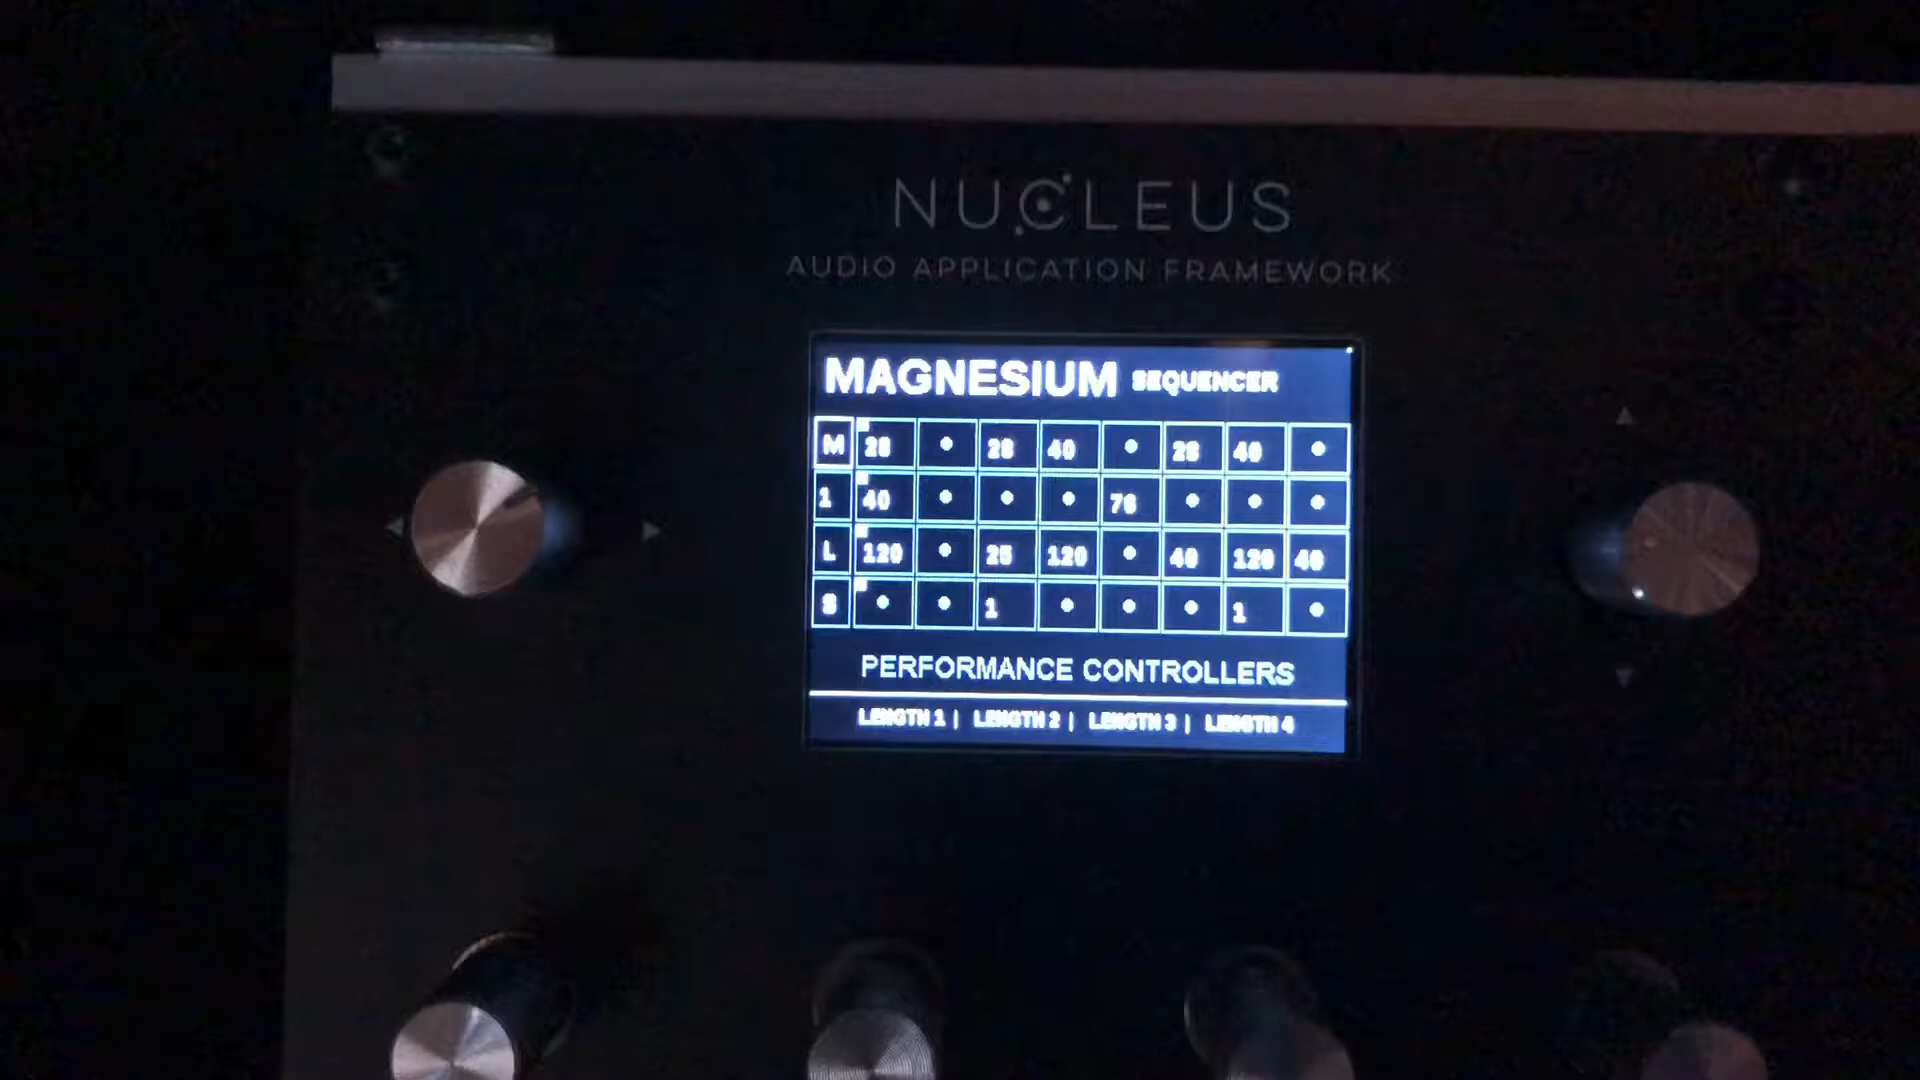 NUCLEUS
AUDIO APPLICATION FRAMEWORK
MAGNESIUM SEQUENCER
M 28 • 28 40 • 28 40 •
1 40 • • • 76 • • •
L 120 • 25 120 • 40 120 40
S • • 1 • • • 1 •
PERFORMANCE CONTROLLERS
LENGTH 1 | LENGTH 2 | LENGTH 3 | LENGTH 4